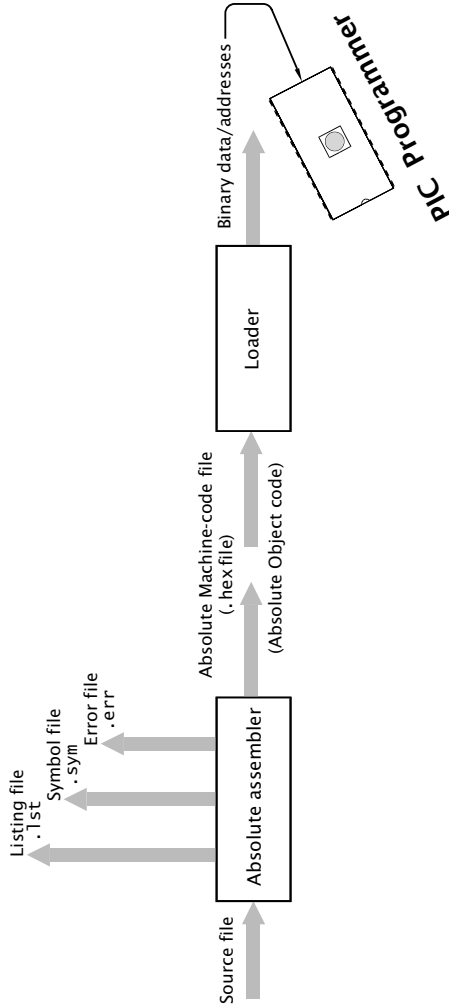 Source file
Absolute assembler
Listing file
.lst
Symbol file
.sym
Error file
.err
Absolute Machine-code file
(.hex file)
(Absolute Object code)
Loader
Binary data/addresses
PIC Programmer